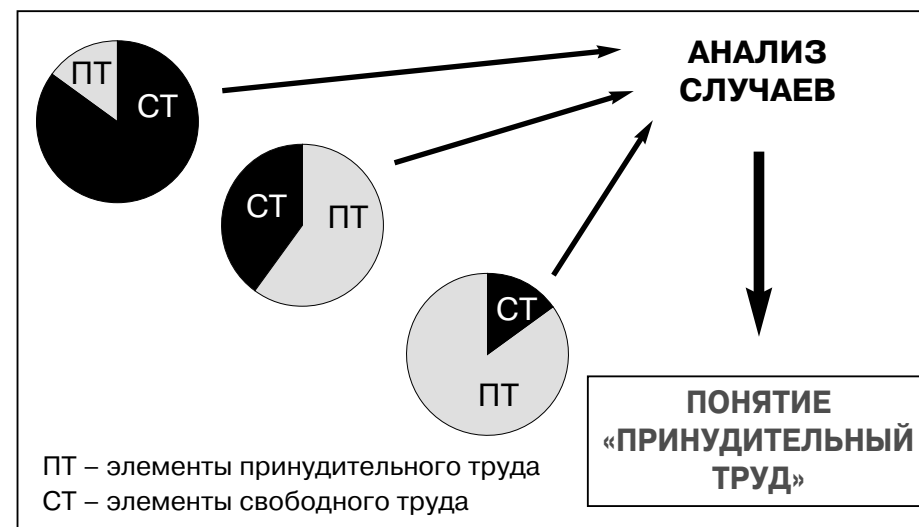 ПТ
СТ
АНАЛИЗ
СЛУЧАЕВ
СТ
ПТ
СТ
ПТ
ПОНЯТИЕ
«ПРИНУДИТЕЛЬНЫЙ
ТРУД»
ПТ – элементы принудительного труда
СТ – элементы свободного труда